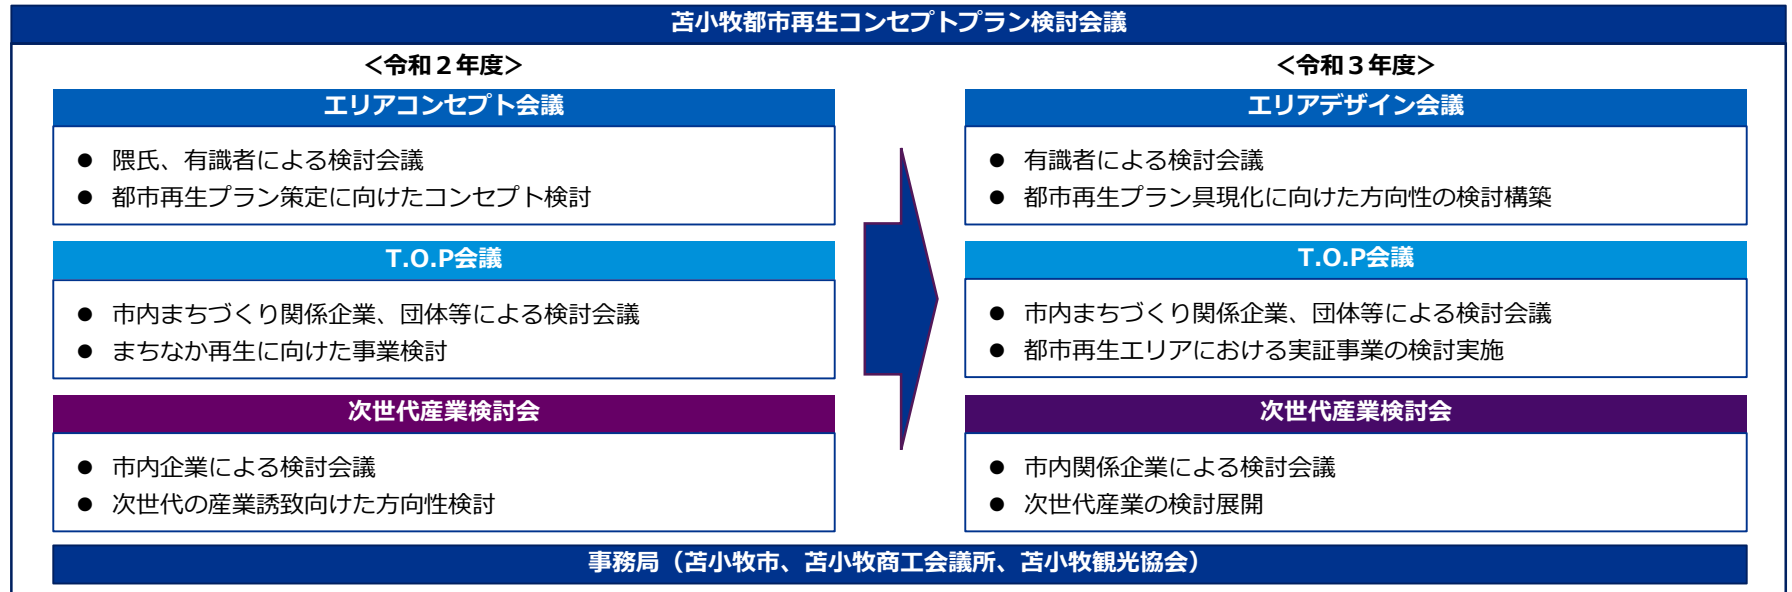 苫小牧都市再生コンセプトプラン検討会議
＜令和２年度＞
エリアコンセプト会議
● 隈氏、有識者による検討会議
● 都市再生プラン策定に向けたコンセプト検討
T.O.P会議
● 市内まちづくり関係企業、団体等による検討会議
● まちなか再生に向けた事業検討
次世代産業検討会
● 市内企業による検討会議
● 次世代の産業誘致向けた方向性検討
＜令和３年度＞
エリアデザイン会議
● 有識者による検討会議
● 都市再生プラン具現化に向けた方向性の検討構築
T.O.P会議
● 市内まちづくり関係企業、団体等による検討会議
● 都市再生エリアにおける実証事業の検討実施
次世代産業検討会
● 市内関係企業による検討会議
● 次世代産業の検討展開
事務局（苫小牧市、苫小牧商工会議所、苫小牧観光協会）